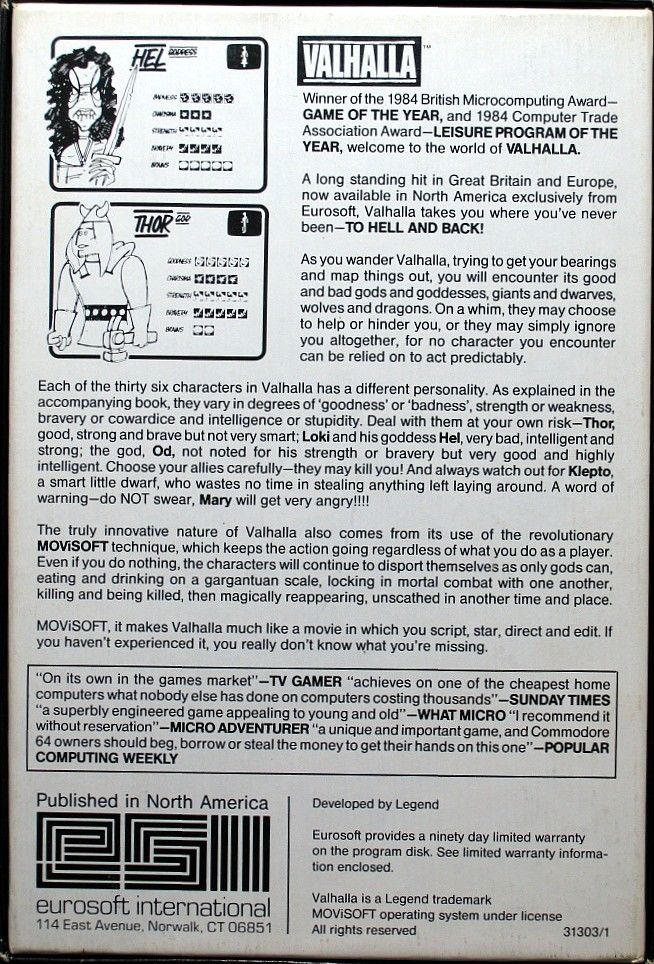 HEL GODDESS
BADNESS
CHARISMA
STRENGTH
BRAVERY
BRAINS
THOR GOD
GOODNESS
CHARISMA
STRENGTH
BRAVERY
BRAINS
VALHALLA™
Winner of the 1984 British Microcomputing Award—
GAME OF THE YEAR, and 1984 Computer Trade
Association Award—LEISURE PROGRAM OF THE
YEAR, welcome to the world of VALHALLA.
A long standing hit in Great Britain and Europe,
now available in North America exclusively from
Eurosoft, Valhalla takes you where you've never
been—TO HELL AND BACK!
As you wander Valhalla, trying to get your bearings
and map things out, you will encounter its good
and bad gods and goddesses, giants and dwarves,
wolves and dragons. On a whim, they may choose
to help or hinder you, or they may simply ignore
you altogether, for no character you encounter
can be relied on to act predictably.
Each of the thirty six characters in Valhalla has a different personality. As explained in the
accompanying book, they vary in degrees of 'goodness' or 'badness', strength or weakness,
bravery or cowardice and intelligence or stupidity. Deal with them at your own risk—Thor,
good, strong and brave but not very smart; Loki and his goddess Hel, very bad, intelligent and
strong; the god, Od, not noted for his strength or bravery but very good and highly
intelligent. Choose your allies carefully—they may kill you! And always watch out for Klepto,
a smart little dwarf, who wastes no time in stealing anything left laying around. A word of
warning—do NOT swear, Mary will get very angry!!!!
The truly innovative nature of Valhalla also comes from its use of the revolutionary
MOViSOFT technique, which keeps the action going regardless of what you do as a player.
Even if you do nothing, the characters will continue to disport themselves as only gods can,
eating and drinking on a gargantuan scale, locking in mortal combat with one another,
killing and being killed, then magically reappearing, unscathed in another time and place.
MOViSOFT, it makes Valhalla much like a movie in which you script, star, direct and edit. If
you haven't experienced it, you really don't know what you're missing.
"On its own in the games market"—TV GAMER "achieves on one of the cheapest home
computers what nobody else has done on computers costing thousands"—SUNDAY TIMES
"a superbly engineered game appealing to young and old"—WHAT MICRO "I recommend it
without reservation"—MICRO ADVENTURER "a unique and important game, and Commodore
64 owners should beg, borrow or steal the money to get their hands on this one"—POPULAR
COMPUTING WEEKLY
Published in North America
eurosoft international
114 East Avenue, Norwalk, CT 06851
Developed by Legend
Eurosoft provides a ninety day limited warranty
on the program disk. See limited warranty informa-
tion enclosed.
Valhalla is a Legend trademark
MOViSOFT operating system under license
All rights reserved
31303/1